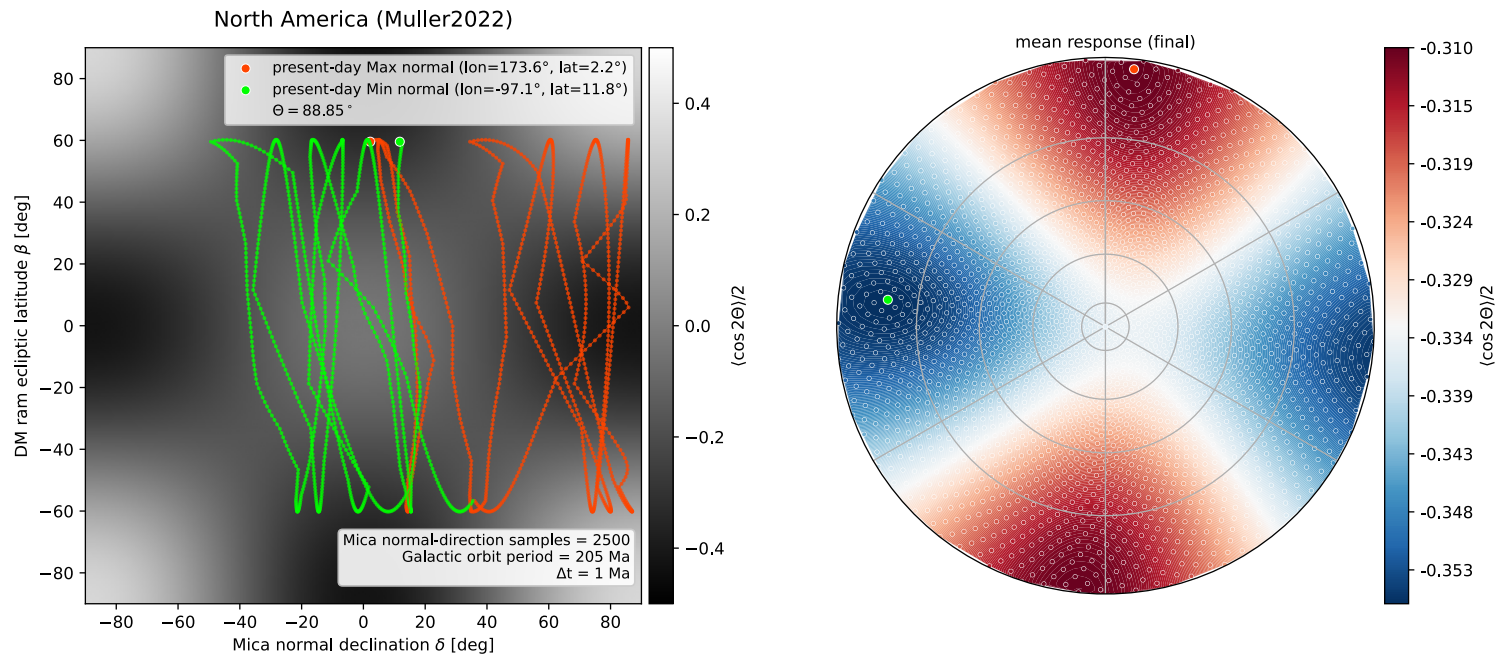 North America (Muller2022)
present-day Max normal (lon=173.6°, lat=2.2°)
present-day Min normal (lon=-97.1°, lat=11.8°)
Θ = 88.85°
Mica normal-direction samples = 2500
Galactic orbit period = 205 Ma
Δt = 1 Ma
DM ram ecliptic latitude β [deg]
80
60
40
20
0
−20
−40
−60
−80
−80
−60
−40
−20
0
20
40
60
80
Mica normal declination δ [deg]
0.4
0.2
0.0
−0.2
−0.4
⟨cos 2Θ⟩/2
mean response (final)
-0.310
-0.315
-0.319
-0.324
-0.329
-0.334
-0.339
-0.343
-0.348
-0.353
⟨cos 2Θ⟩/2